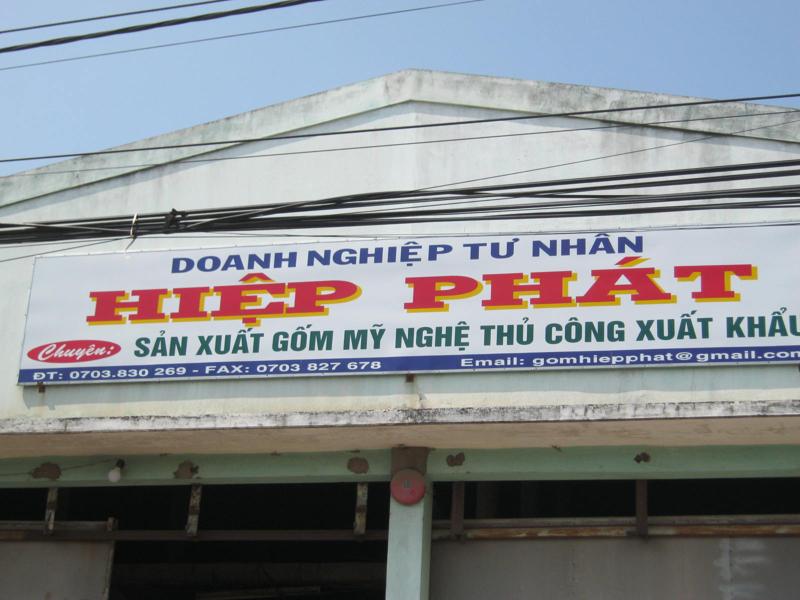 DOANH NGHIỆP TƯ NHÂN
HIỆP PHÁT
Chuyên: SẢN XUẤT GỐM MỸ NGHỆ THỦ CÔNG XUẤT KHẨU
ĐT: 0703.830 269 - FAX: 0703 827 678 Email: gomhiepphat@gmail.com